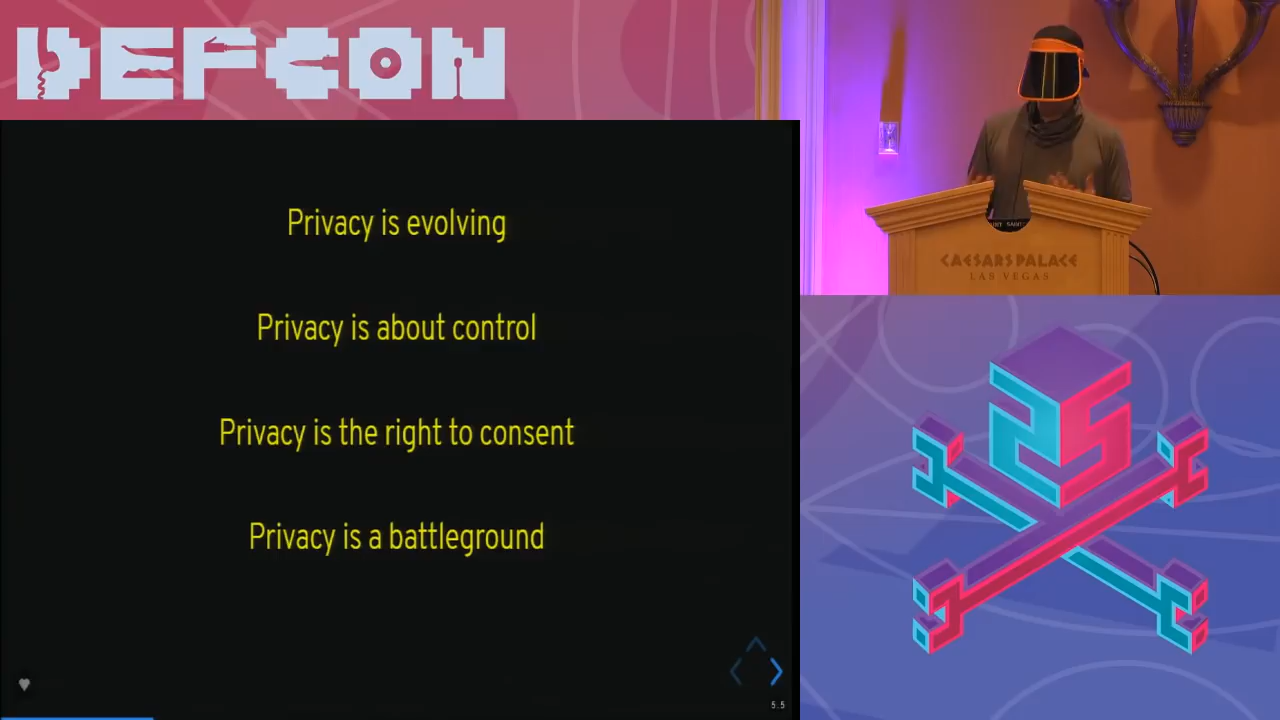 DEFCON
Privacy is evolving
Privacy is about control
Privacy is the right to consent
Privacy is a battleground
5.5
CAESARS PALACE
LAS VEGAS
25